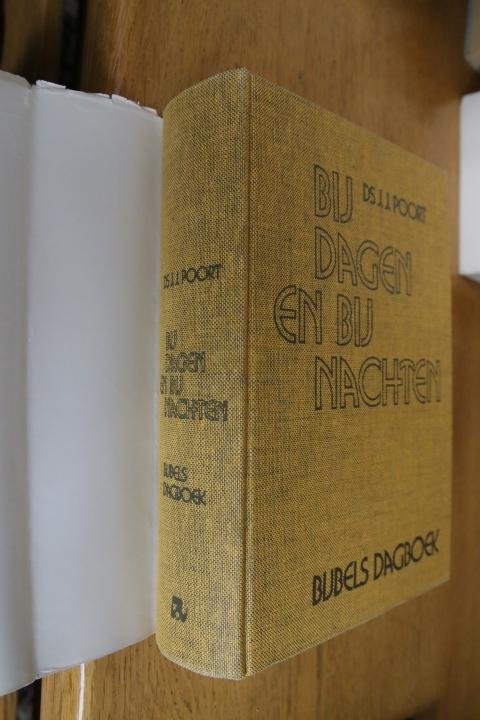 DS.J.J.POORT
BIJ
DAGEN
EN BIJ
NACHTEN
BIJBELS
DAGBOEK
DS.J.J.POORT
BIJ
DAGEN
EN BIJ
NACHTEN
BIJBELS DAGBOEK